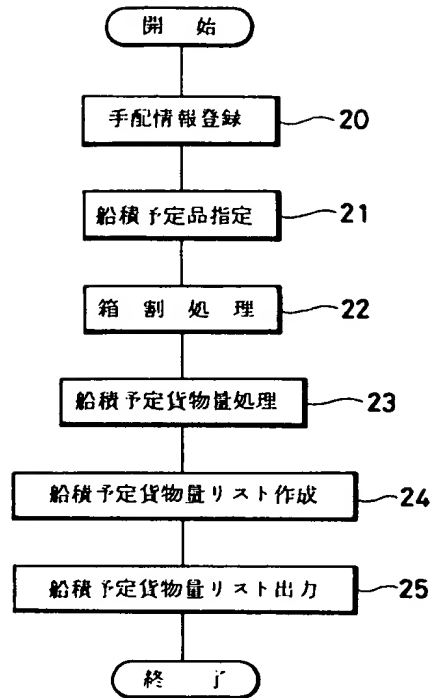 開始
手配情報登録 20
船積予定品指定 21
箱割処理 22
船積予定貨物量処理 23
船積予定貨物量リスト作成 24
船積予定貨物量リスト出力 25
終了